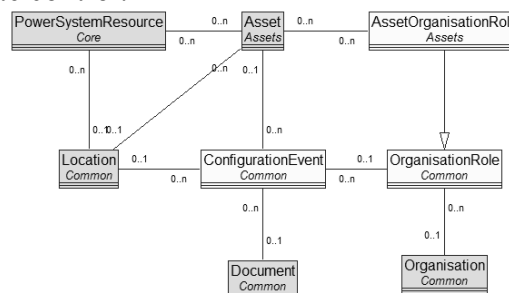 PowerSystemResource
Core
Asset
Assets
AssetOrganisationRol
Assets
0..n
0..n
0..n
0..n
0..n
0..n
0..1
0..1
0..1
0..n
Location
Common
ConfigurationEvent
Common
OrganisationRole
Common
0..1
0..n
0..1
0..n
0..n
0..n
0..1
0..1
Document
Common
Organisation
Common